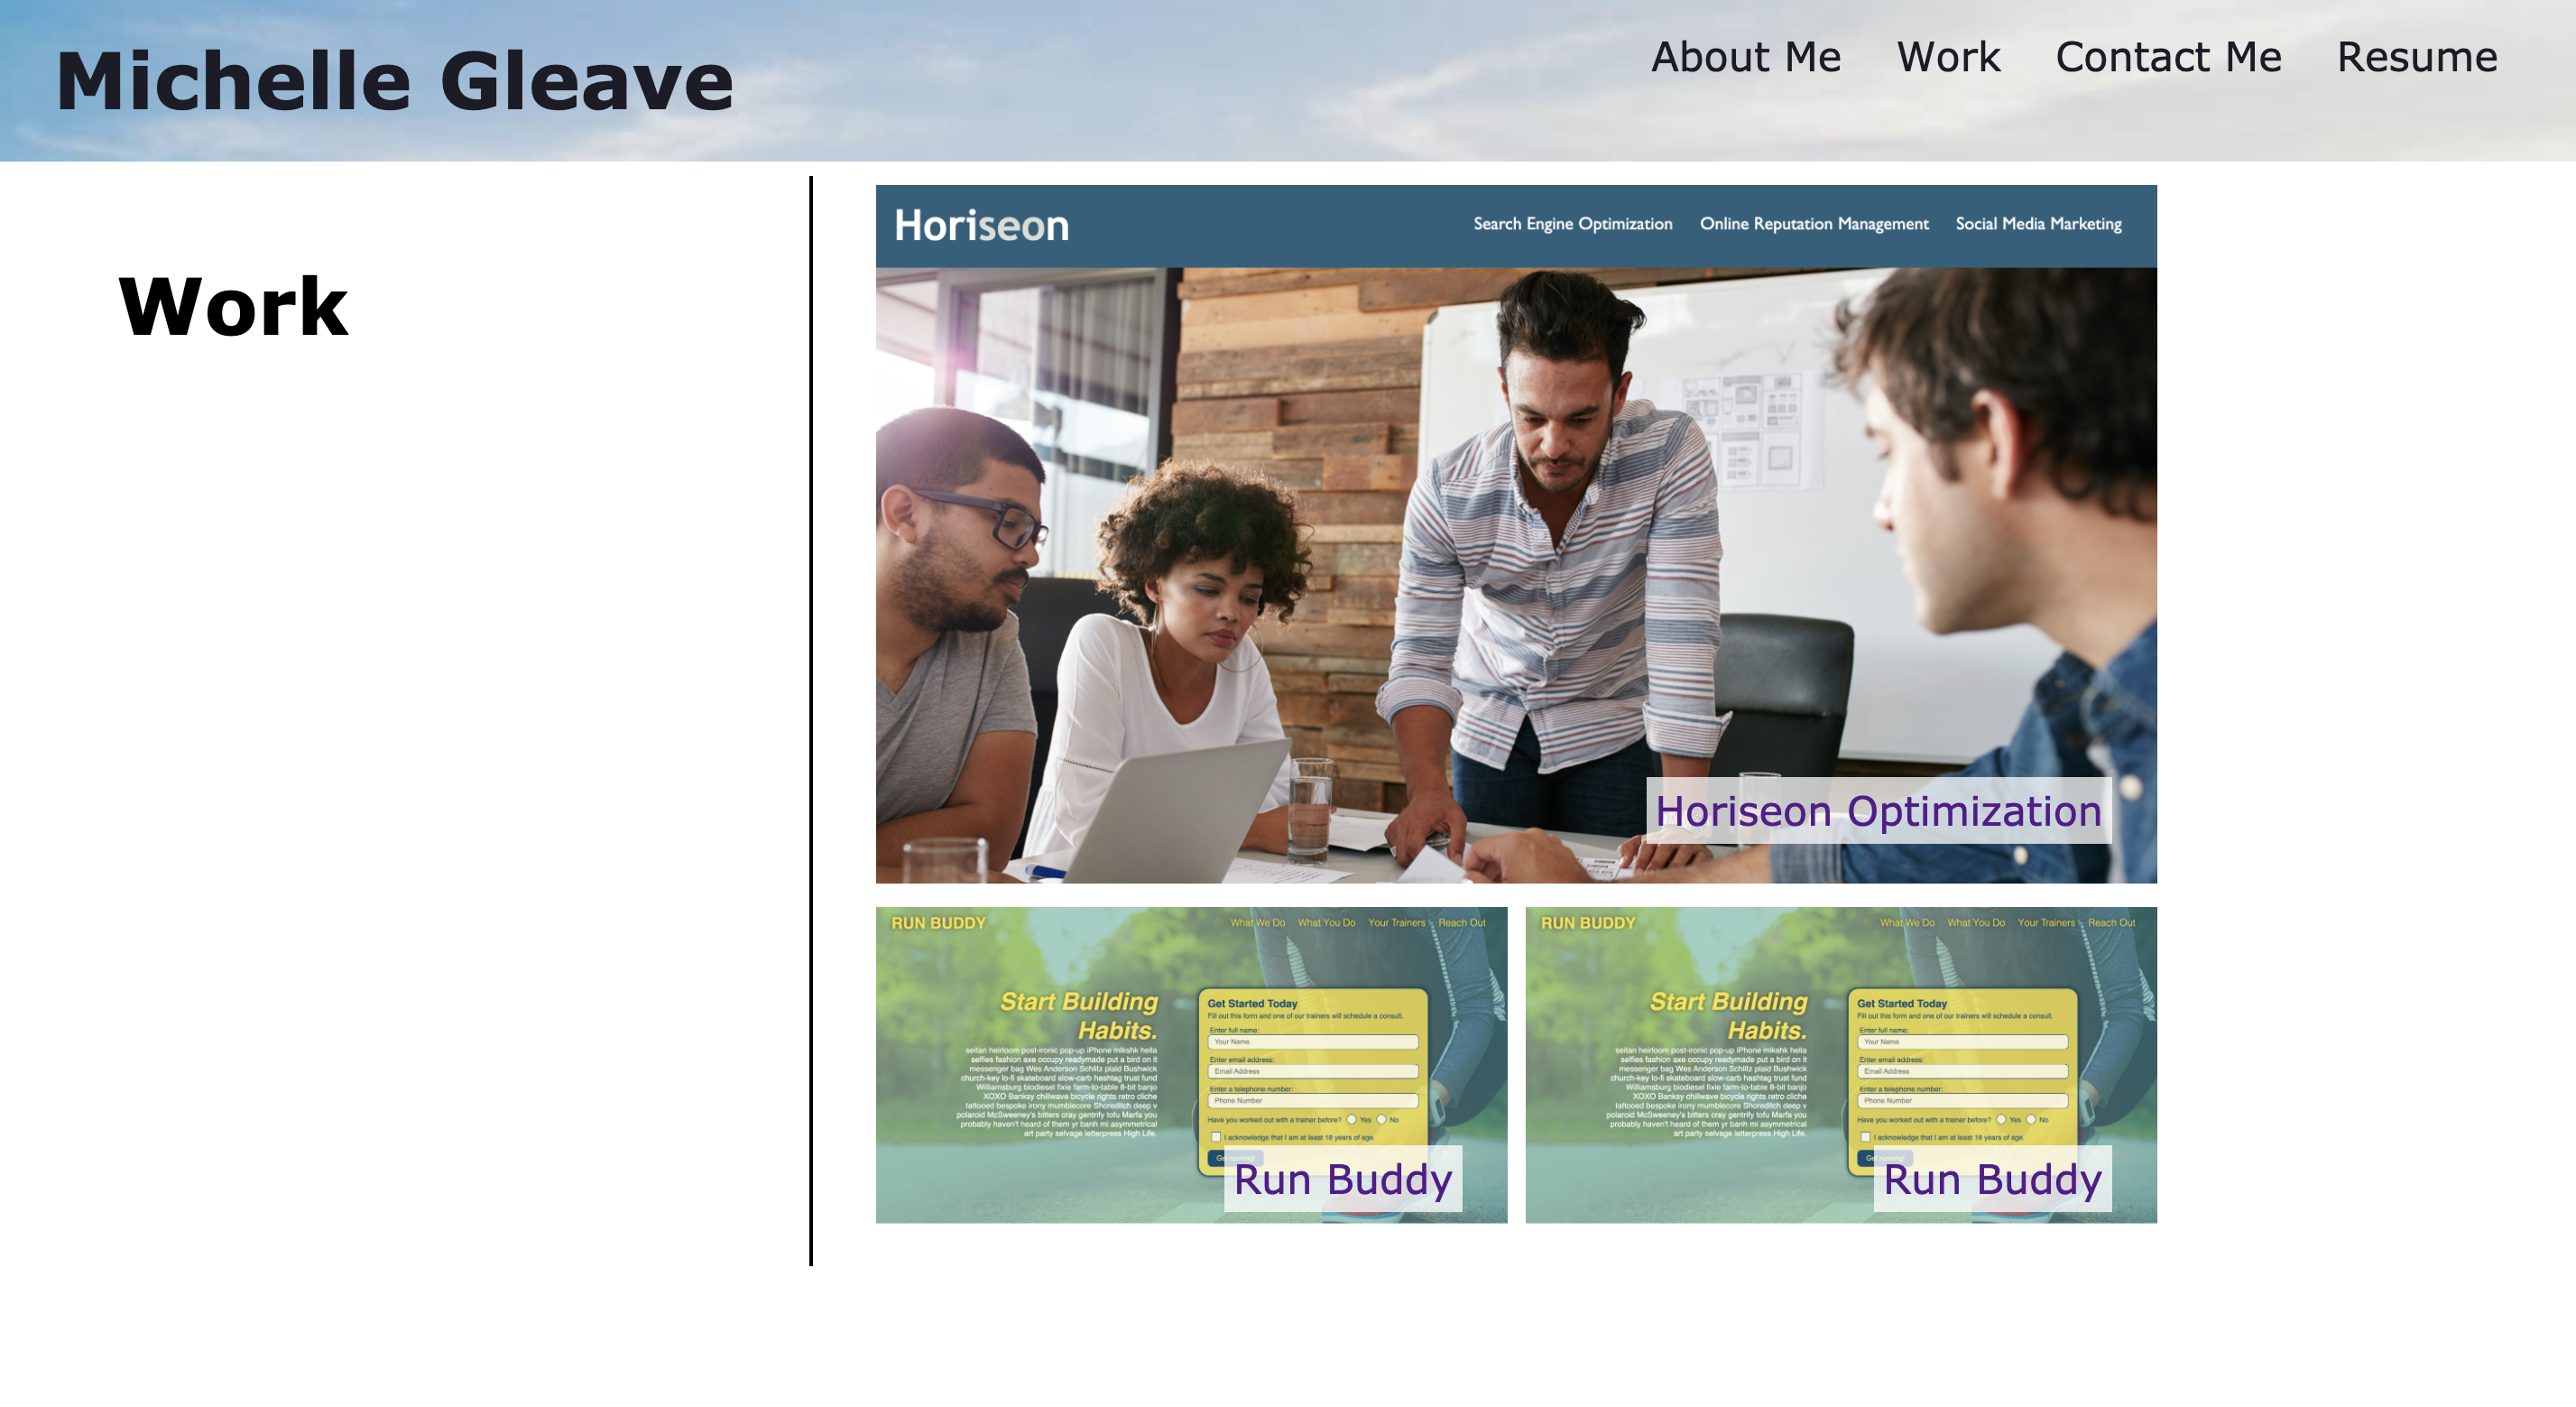 Michelle Gleave
About Me Work Contact Me Resume
Work
Horiseon
Search Engine Optimization Online Reputation Management Social Media Marketing
Horiseon Optimization
RUN BUDDY
What We Do What You Do Your Trainers Reach Out
Start Building
Habits.
seitan heirloom post-ironic pop-up iPhone mlkshk hella
selfies fashion axe occupy readymade put a bird on it
messenger bag Wes Anderson Schlitz plaid Bushwick
church-key lo-fi skateboard slow-carb hashtag trust fund
Williamsburg biodiesel fixie farm-to-table 8-bit banjo
XOXO Banksy chillwave bicycle rights retro cliche
tattooed bespoke irony mumblecore Shoreditch deep v
polaroid McSweeney's bitters cray gentrify tofu Marfa you
probably haven't heard of them yr banh mi asymmetrical
art party selvage letterpress High Life.
Get Started Today
Fill out this form and one of our trainers will schedule a consult.
Enter full name:
Your Name
Enter email address:
Email Address
Enter a telephone number:
Phone Number
Have you worked out with a trainer before? Yes No
I acknowledge that I am at least 18 years of age.
Get running!
Run Buddy
RUN BUDDY
What We Do What You Do Your Trainers Reach Out
Start Building
Habits.
seitan heirloom post-ironic pop-up iPhone mlkshk hella
selfies fashion axe occupy readymade put a bird on it
messenger bag Wes Anderson Schlitz plaid Bushwick
church-key lo-fi skateboard slow-carb hashtag trust fund
Williamsburg biodiesel fixie farm-to-table 8-bit banjo
XOXO Banksy chillwave bicycle rights retro cliche
tattooed bespoke irony mumblecore Shoreditch deep v
polaroid McSweeney's bitters cray gentrify tofu Marfa you
probably haven't heard of them yr banh mi asymmetrical
art party selvage letterpress High Life.
Get Started Today
Fill out this form and one of our trainers will schedule a consult.
Enter full name:
Your Name
Enter email address:
Email Address
Enter a telephone number:
Phone Number
Have you worked out with a trainer before? Yes No
I acknowledge that I am at least 18 years of age.
Get running!
Run Buddy